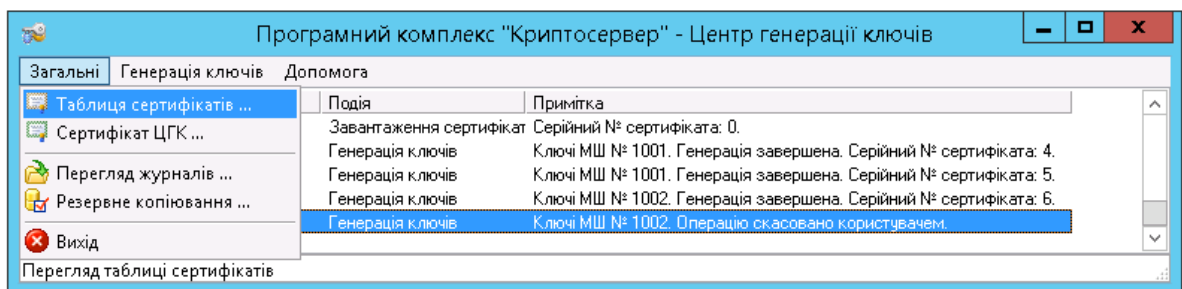 Програмний комплекс "Криптосервер" - Центр генерації ключів
Загальні Генерація ключів Допомога
Таблиця сертифікатів ...
Сертифікат ЦГК ...
Перегляд журналів ...
Резервне копіювання ...
Вихід
Подія Примітка
Завантаження сертифікат Серійний № сертифіката: 0.
Генерація ключів Ключі МШ № 1001. Генерація завершена. Серійний № сертифіката: 4.
Генерація ключів Ключі МШ № 1001. Генерація завершена. Серійний № сертифіката: 5.
Генерація ключів Ключі МШ № 1002. Генерація завершена. Серійний № сертифіката: 6.
Генерація ключів Ключі МШ № 1002. Операцію скасовано користувачем.
Перегляд таблиці сертифікатів